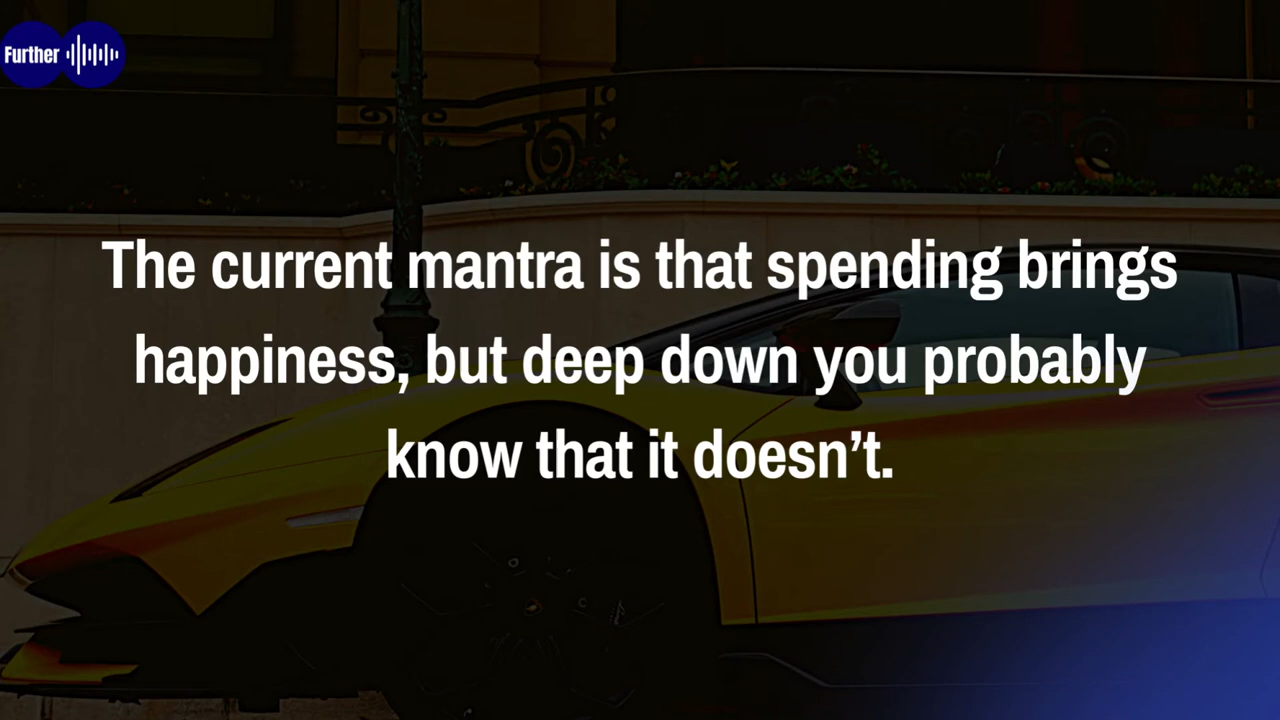 Further
The current mantra is that spending brings
happiness, but deep down you probably
know that it doesn’t.